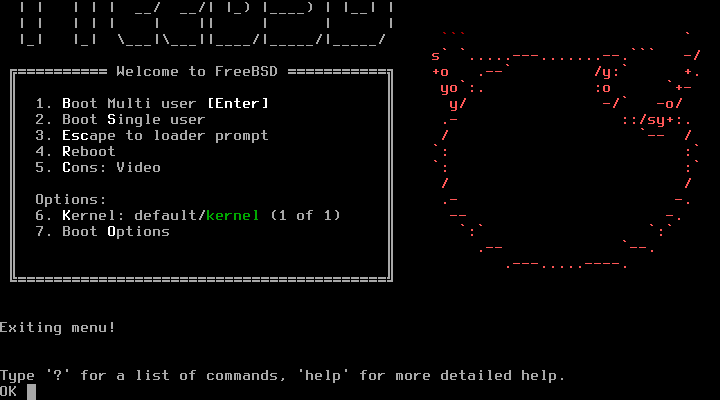 Welcome to FreeBSD
1. Boot Multi user [Enter]
2. Boot Single user
3. Escape to loader prompt
4. Reboot
5. Cons: Video
Options:
6. Kernel: default/kernel (1 of 1)
7. Boot Options
Exiting menu!
Type '?' for a list of commands, 'help' for more detailed help.
OK